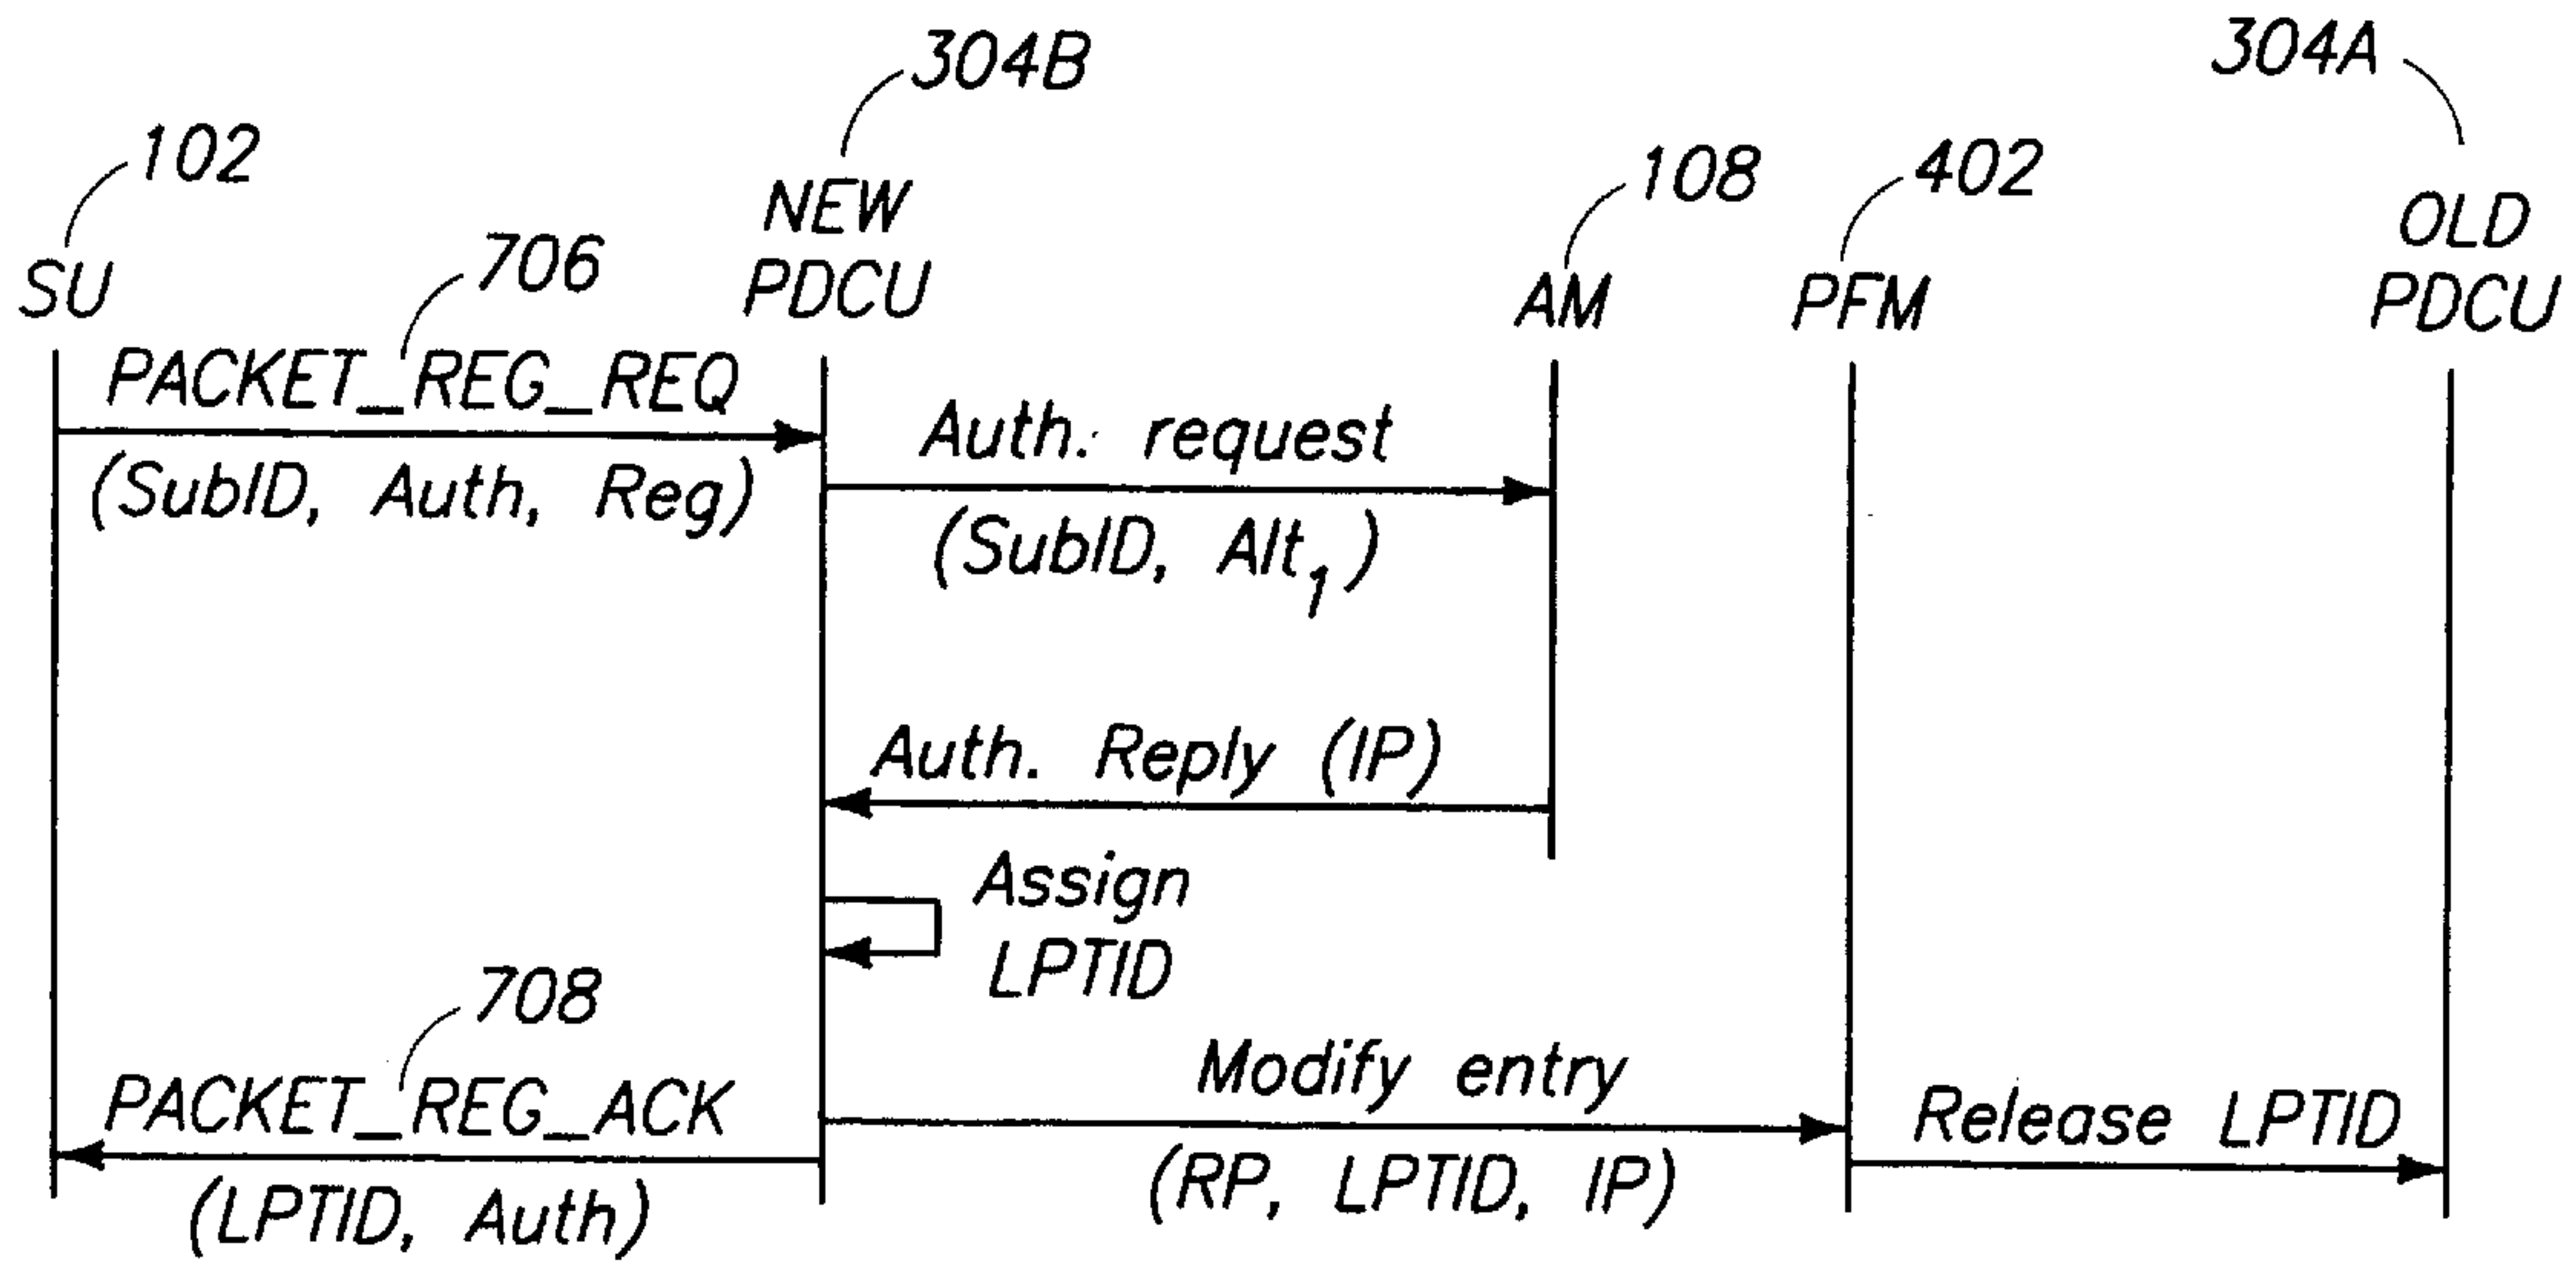 304B
304A
102
108
402
NEW
PDCU
OLD
PDCU
706
SU
AM
PFM
PACKET_REG_REQ
(SubID, Auth, Reg)
Auth. request
(SubID, Alt₁)
Auth. Reply (IP)
Assign
LPTID
708
PACKET_REG_ACK
(LPTID, Auth)
Modify entry
(RP, LPTID, IP)
Release LPTID